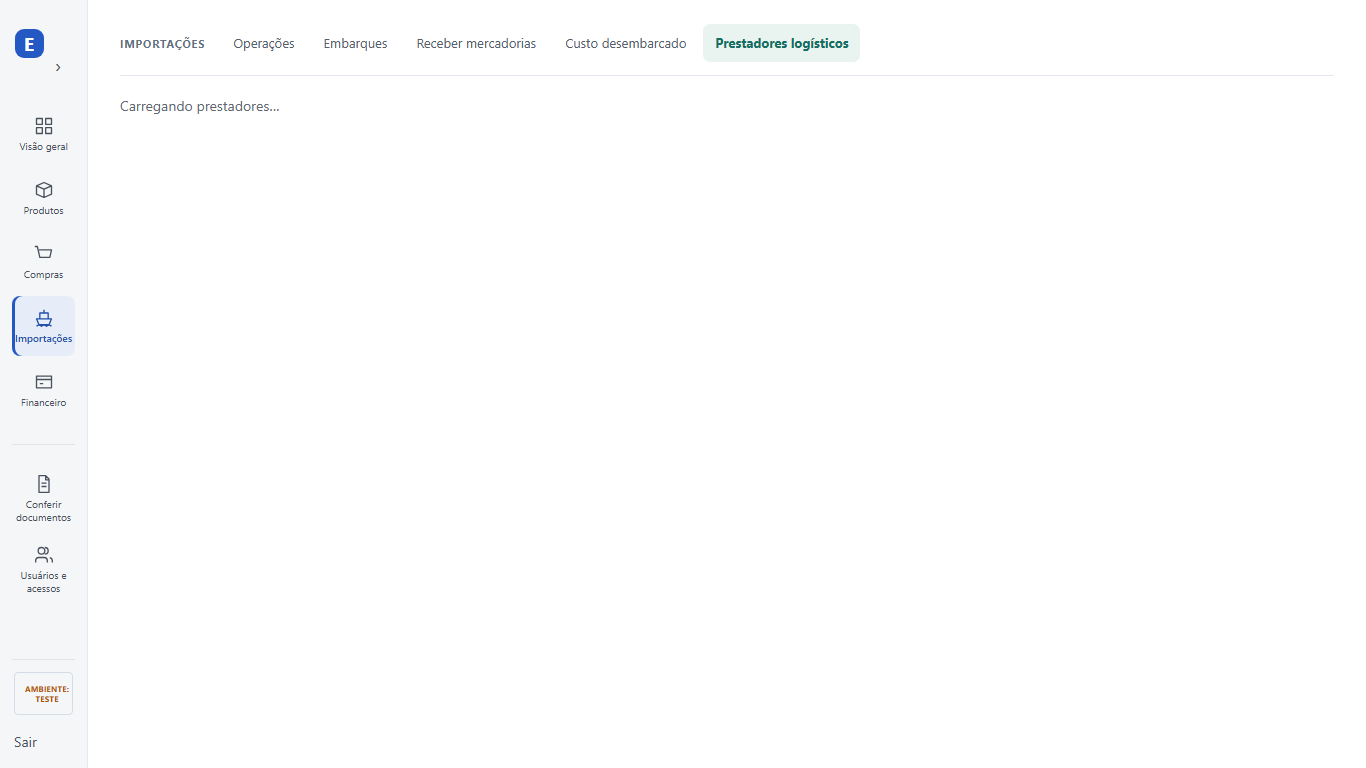 E
Visão geral
Produtos
Compras
Importações
Financeiro
Conferir
documentos
Usuários e
acessos
AMBIENTE:
TESTE
Sair
IMPORTAÇÕES Operações Embarques Receber mercadorias Custo desembarcado Prestadores logísticos
Carregando prestadores...